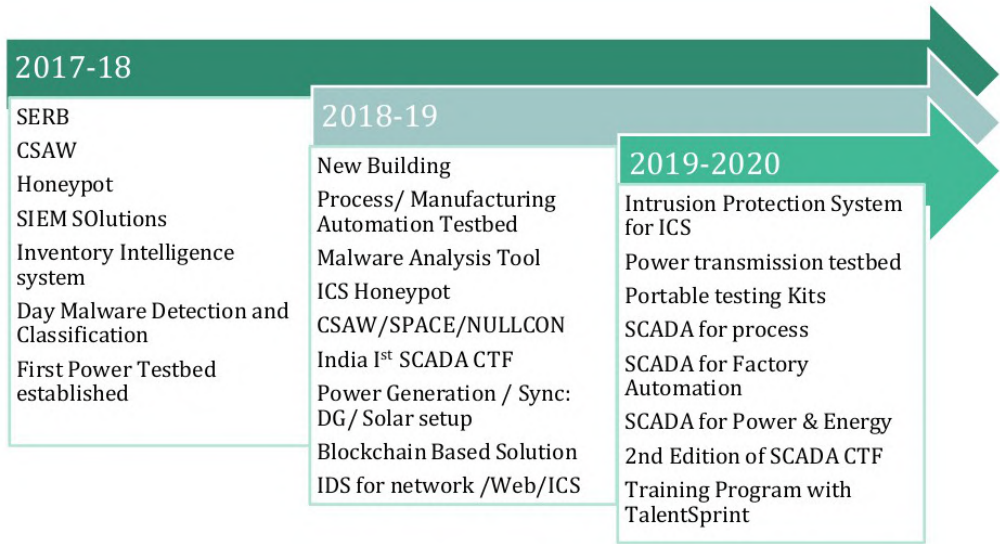 2017-18
SERB
CSAW
Honeypot
SIEM SOlutions
Inventory Intelligence
system
Day Malware Detection and
Classification
First Power Testbed
established
2018-19
New Building
Process/ Manufacturing
Automation Testbed
Malware Analysis Tool
ICS Honeypot
CSAW/SPACE/NULLCON
India Ist SCADA CTF
Power Generation / Sync:
DG/ Solar setup
Blockchain Based Solution
IDS for network /Web/ICS
2019-2020
Intrusion Protection System
for ICS
Power transmission testbed
Portable testing Kits
SCADA for process
SCADA for Factory
Automation
SCADA for Power & Energy
2nd Edition of SCADA CTF
Training Program with
TalentSprint